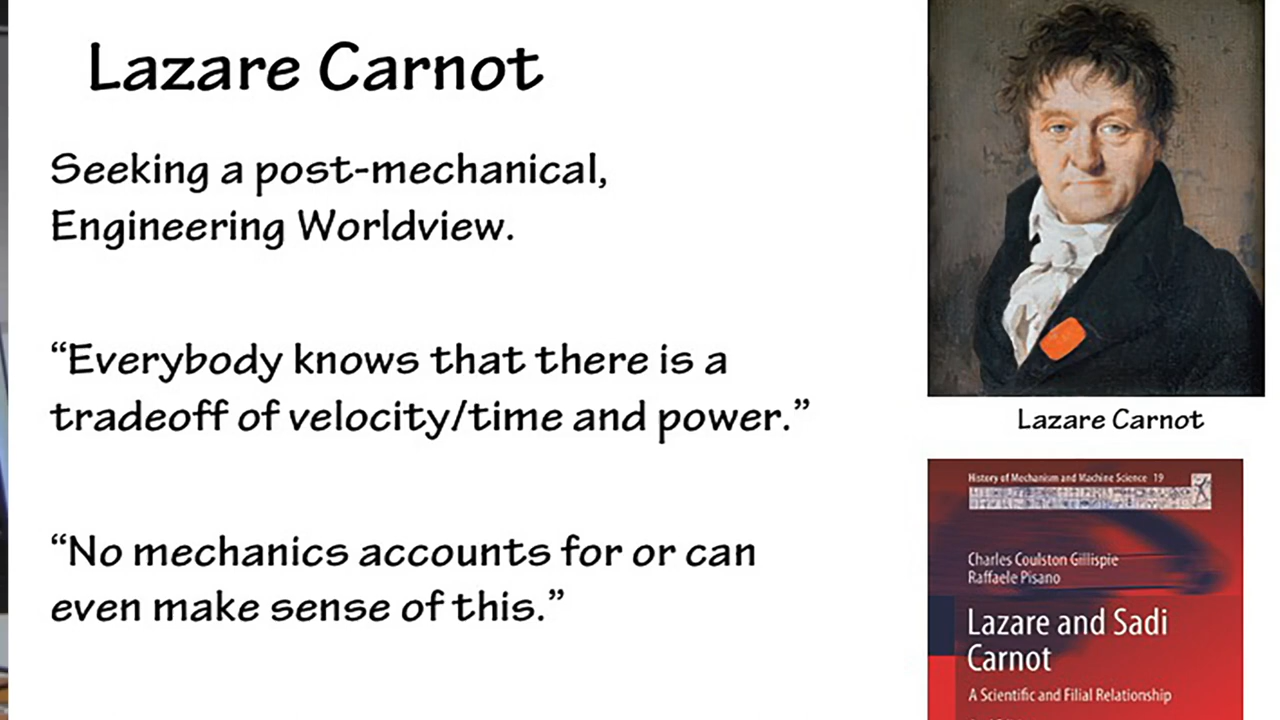 Lazare Carnot
Seeking a post-mechanical,
Engineering Worldview.
“Everybody knows that there is a
tradeoff of velocity/time and power.”
“No mechanics accounts for or can
even make sense of this.”
Lazare Carnot
History of Mechanism and Machine Science 19
Charles Coulston Gillispie
Raffaele Pisano
Lazare and Sadi
Carnot
A Scientific and Filial Relationship